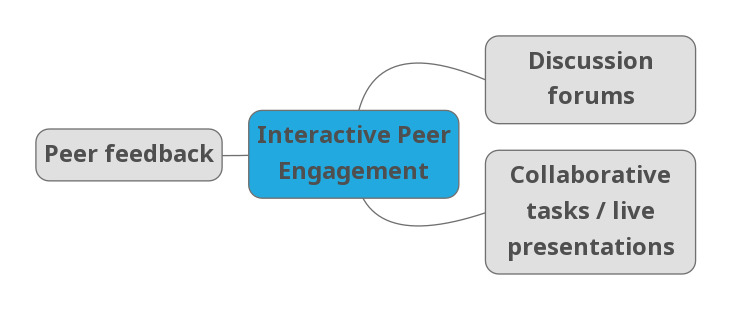 Peer feedback
Interactive Peer
Engagement
Discussion
forums
Collaborative
tasks / live
presentations